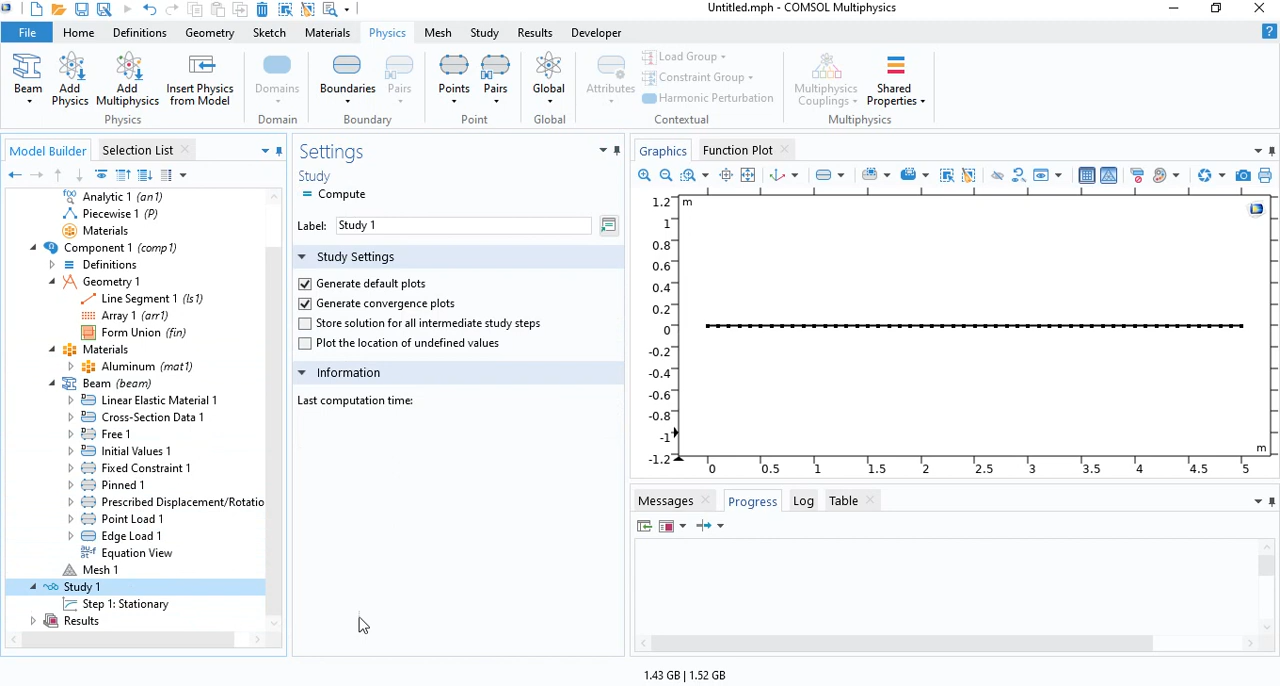 Untitled.mph - COMSOL Multiphysics
File Home Definitions Geometry Sketch Materials Physics Mesh Study Results Developer
Beam Add Physics Add Multiphysics Insert Physics from Model Domains Boundaries Pairs Points Pairs Global Attributes Load Group Constraint Group Harmonic Perturbation Multiphysics Couplings Shared Properties
Physics Domain Boundary Point Global Contextual Multiphysics
Model Builder Selection List
Analytic 1 (an1)
Piecewise 1 (P)
Materials
Component 1 (comp1)
Definitions
Geometry 1
Line Segment 1 (ls1)
Array 1 (arr1)
Form Union (fin)
Materials
Aluminum (mat1)
Beam (beam)
Linear Elastic Material 1
Cross-Section Data 1
Free 1
Initial Values 1
Fixed Constraint 1
Pinned 1
Prescribed Displacement/Rotatio
Point Load 1
Edge Load 1
Equation View
Mesh 1
Study 1
Step 1: Stationary
Results
Settings
Study
= Compute
Label: Study 1
Study Settings
Generate default plots
Generate convergence plots
Store solution for all intermediate study steps
Plot the location of undefined values
Information
Last computation time:
Graphics Function Plot
m
1.2
1
0.8
0.6
0.4
0.2
0
-0.2
-0.4
-0.6
-0.8
-1
-1.2
m
0 0.5 1 1.5 2 2.5 3 3.5 4 4.5 5
Messages Progress Log Table
1.43 GB | 1.52 GB